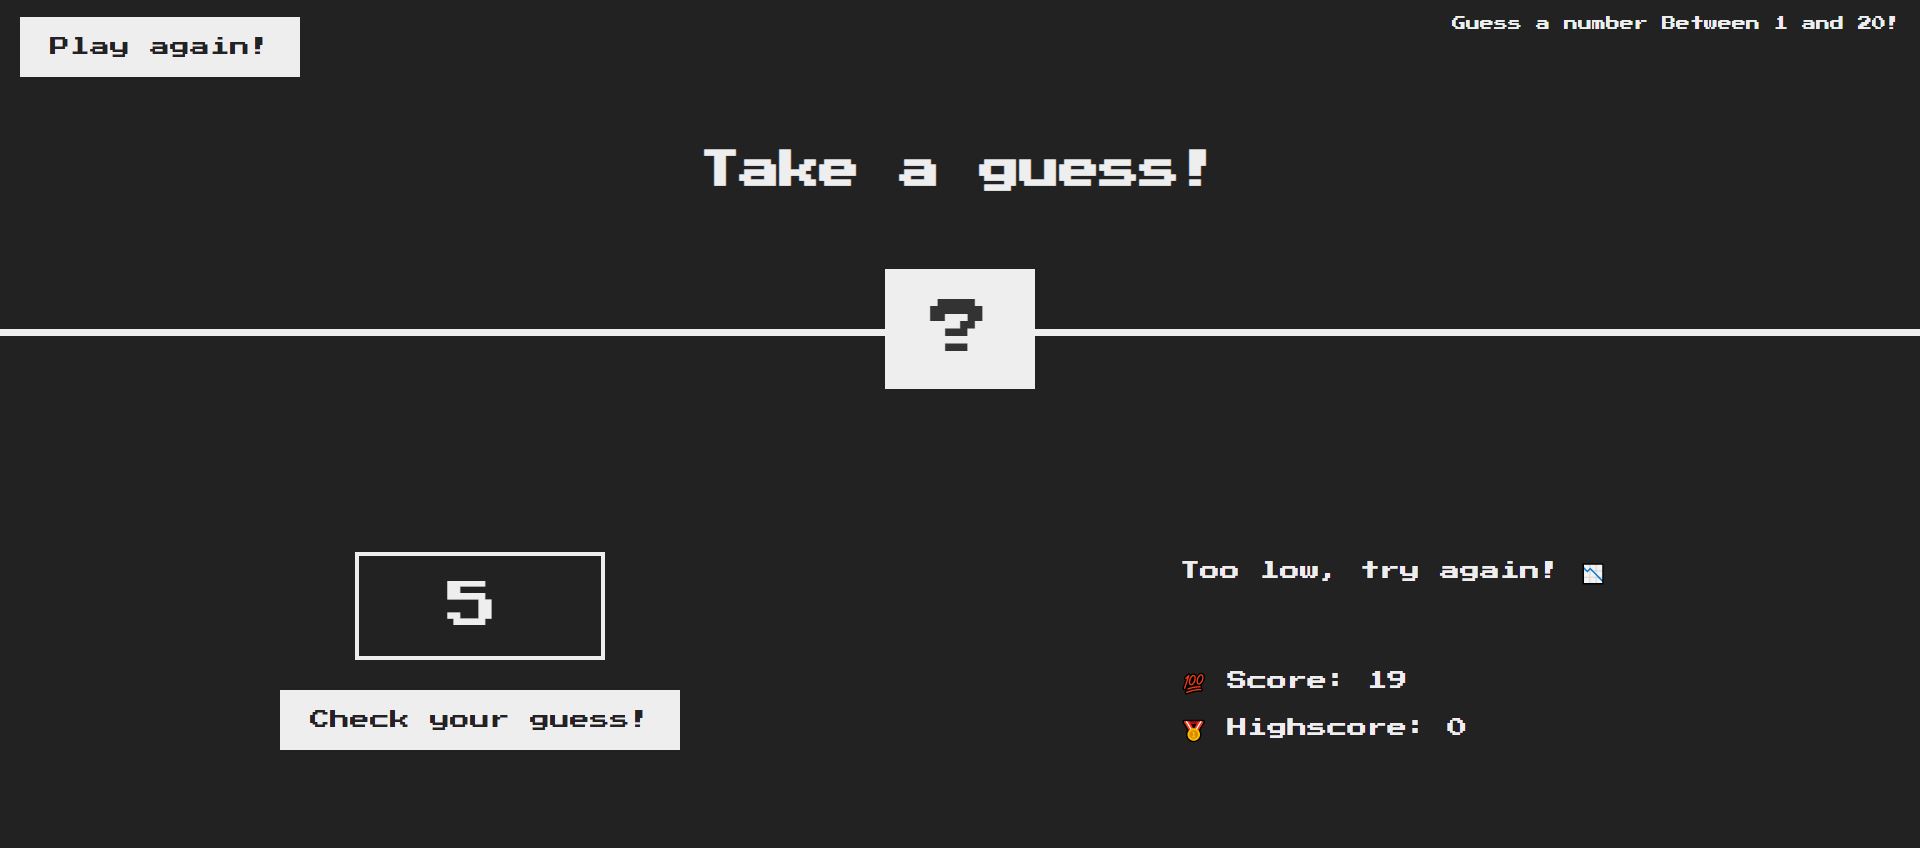 Play again!
Guess a number Between 1 and 20!
Take a guess!
?
5
Check your guess!
Too low, try again! 📉
💯 Score: 19
🥇 Highscore: 0